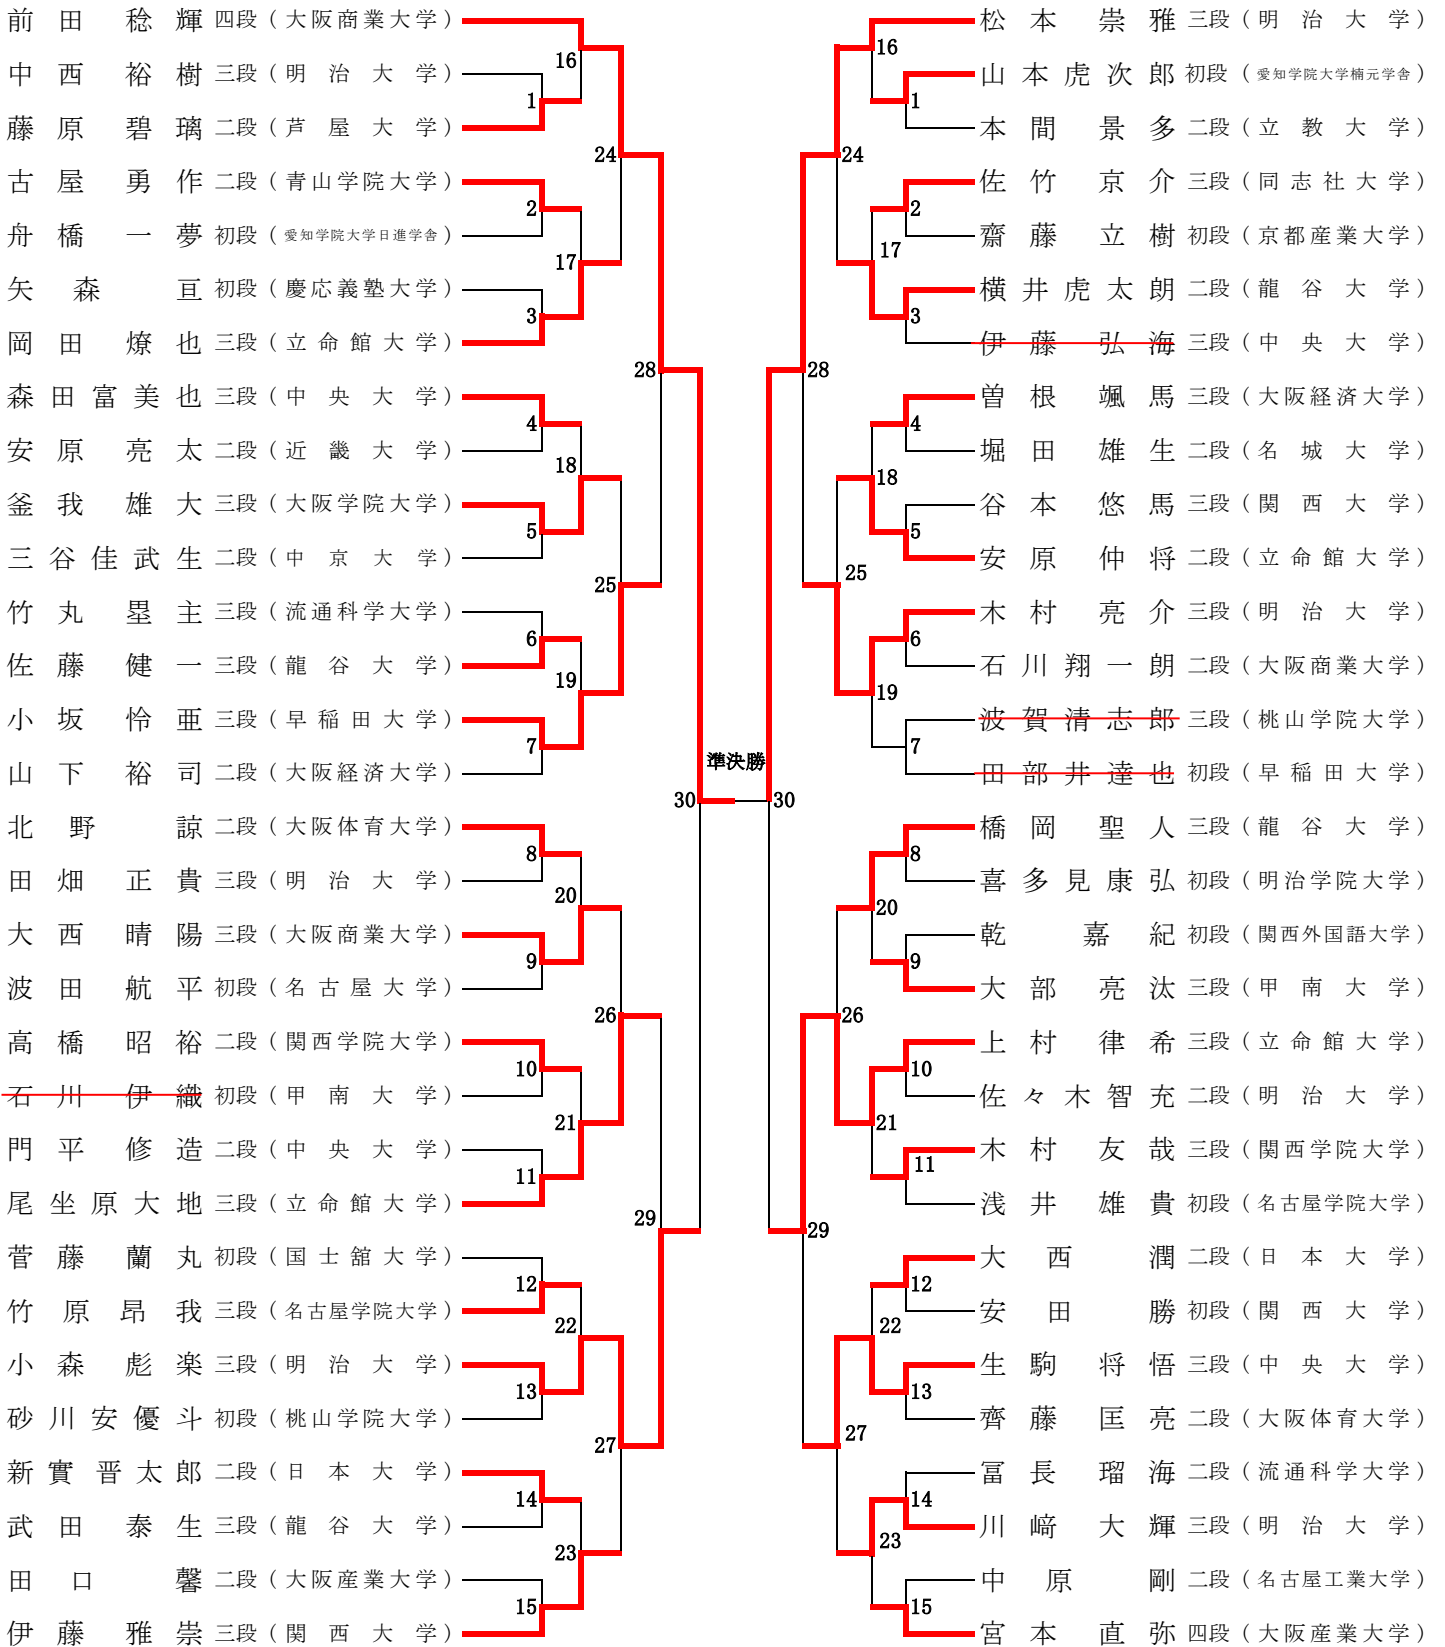 前田稔輝 四段（大阪商業大学）
16
中西裕樹 三段（明治大学）
1
藤原碧璃 二段（芦屋大学）
24
古屋勇作 二段（青山学院大学）
2
舟橋一夢 初段（愛知学院大学日進学舎）
17
矢森亘 初段（慶応義塾大学）
3
岡田燎也 三段（立命館大学）
28
森田富美也 三段（中央大学）
4
安原亮太 二段（近畿大学）
18
釜我雄大 三段（大阪学院大学）
5
三谷佳武生 二段（中京大学）
25
竹丸塁主 三段（流通科学大学）
6
佐藤健一 三段（龍谷大学）
19
小坂怜亜 三段（早稲田大学）
7
山下裕司 二段（大阪経済大学）
30
北野諒 二段（大阪体育大学）
8
田畑正貴 三段（明治大学）
20
大西晴陽 三段（大阪商業大学）
9
波田航平 初段（名古屋大学）
26
高橋昭裕 二段（関西学院大学）
10
石川伊織 初段（甲南大学）
21
門平修造 二段（中央大学）
11
尾坐原大地 三段（立命館大学）
29
菅藤蘭丸 初段（国士舘大学）
12
竹原昂我 三段（名古屋学院大学）
22
小森彪楽 三段（明治大学）
13
砂川安優斗 初段（桃山学院大学）
27
新實晋太郎 二段（日本大学）
14
武田泰生 三段（龍谷大学）
23
田口馨 二段（大阪産業大学）
15
伊藤雅崇 三段（関西大学）
準決勝
松本崇雅 三段（明治大学）
16
山本虎次郎 初段（愛知学院大学楠元学舎）
1
本間景多 二段（立教大学）
24
佐竹京介 三段（同志社大学）
2
齋藤立樹 初段（京都産業大学）
17
横井虎太朗 二段（龍谷大学）
3
伊藤弘海 三段（中央大学）
28
曽根颯馬 三段（大阪経済大学）
4
堀田雄生 二段（名城大学）
18
谷本悠馬 三段（関西大学）
5
安原仲将 二段（立命館大学）
25
木村亮介 三段（明治大学）
6
石川翔一朗 二段（大阪商業大学）
19
波賀清志郎 三段（桃山学院大学）
7
田部井達也 初段（早稲田大学）
30
橋岡聖人 三段（龍谷大学）
8
喜多見康弘 初段（明治学院大学）
20
乾嘉紀 初段（関西外国語大学）
9
大部亮汰 三段（甲南大学）
26
上村律希 三段（立命館大学）
10
佐々木智充 二段（明治大学）
21
木村友哉 三段（関西学院大学）
11
浅井雄貴 初段（名古屋学院大学）
29
大西潤 二段（日本大学）
12
安田勝 初段（関西大学）
22
生駒将悟 三段（中央大学）
13
齊藤匡亮 二段（大阪体育大学）
27
冨長瑠海 二段（流通科学大学）
14
川﨑大輝 三段（明治大学）
23
中原剛 二段（名古屋工業大学）
15
宮本直弥 四段（大阪産業大学）